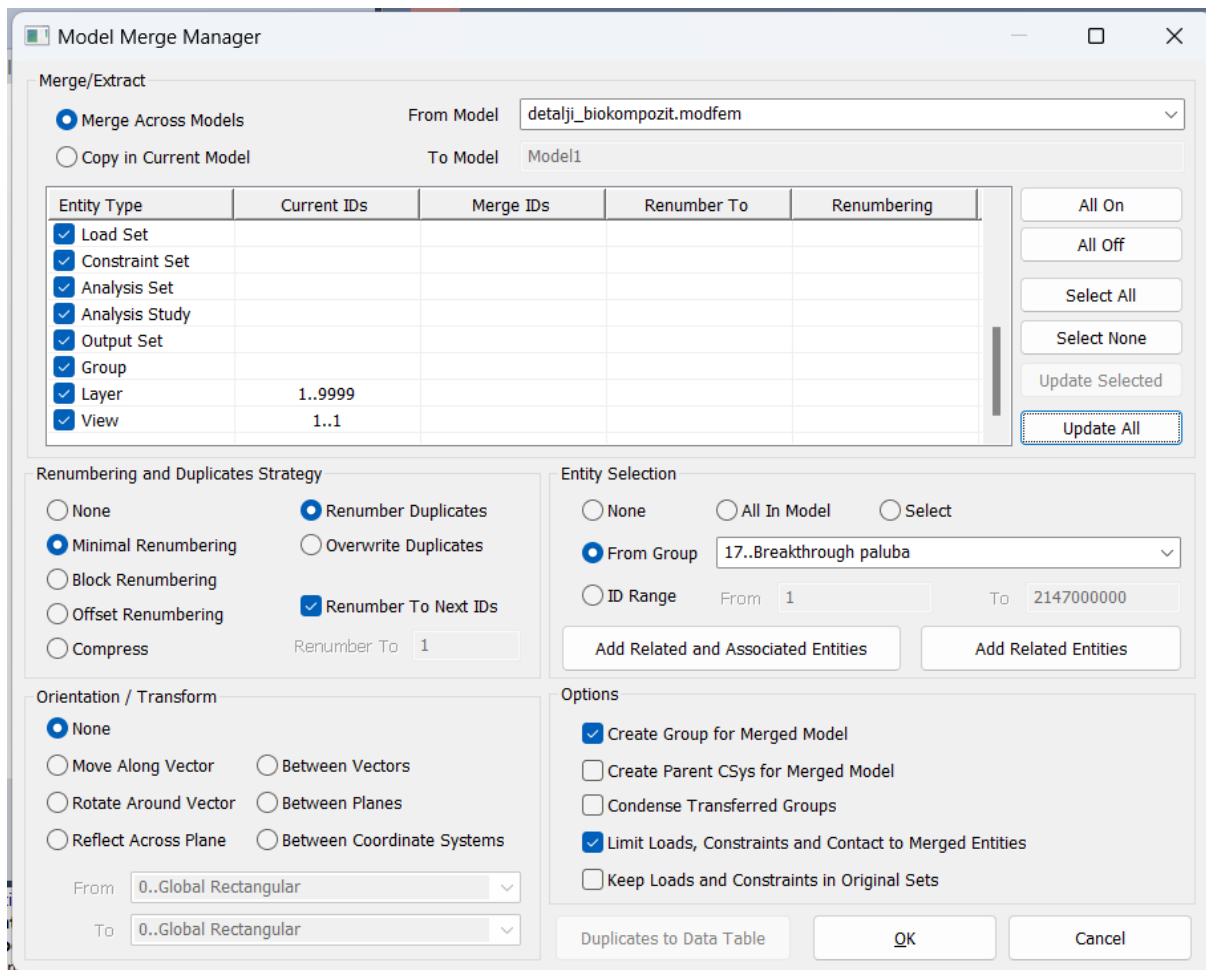 Model Merge Manager
Merge/Extract
Merge Across Models
From Model
detalji_biokompozit.modfem
Copy in Current Model
To Model
Model1
Entity Type Current IDs Merge IDs Renumber To Renumbering
Load Set
Constraint Set
Analysis Set
Analysis Study
Output Set
Group
Layer 1..9999
View 1..1
All On
All Off
Select All
Select None
Update Selected
Update All
Renumbering and Duplicates Strategy
None
Renumber Duplicates
Minimal Renumbering
Overwrite Duplicates
Block Renumbering
Offset Renumbering
Renumber To Next IDs
Compress
Renumber To 1
Entity Selection
None
All In Model
Select
From Group
17..Breakthrough paluba
ID Range
From 1
To 2147000000
Add Related and Associated Entities
Add Related Entities
Orientation / Transform
None
Move Along Vector
Between Vectors
Rotate Around Vector
Between Planes
Reflect Across Plane
Between Coordinate Systems
From 0..Global Rectangular
To 0..Global Rectangular
Options
Create Group for Merged Model
Create Parent CSys for Merged Model
Condense Transferred Groups
Limit Loads, Constraints and Contact to Merged Entities
Keep Loads and Constraints in Original Sets
Duplicates to Data Table
OK
Cancel